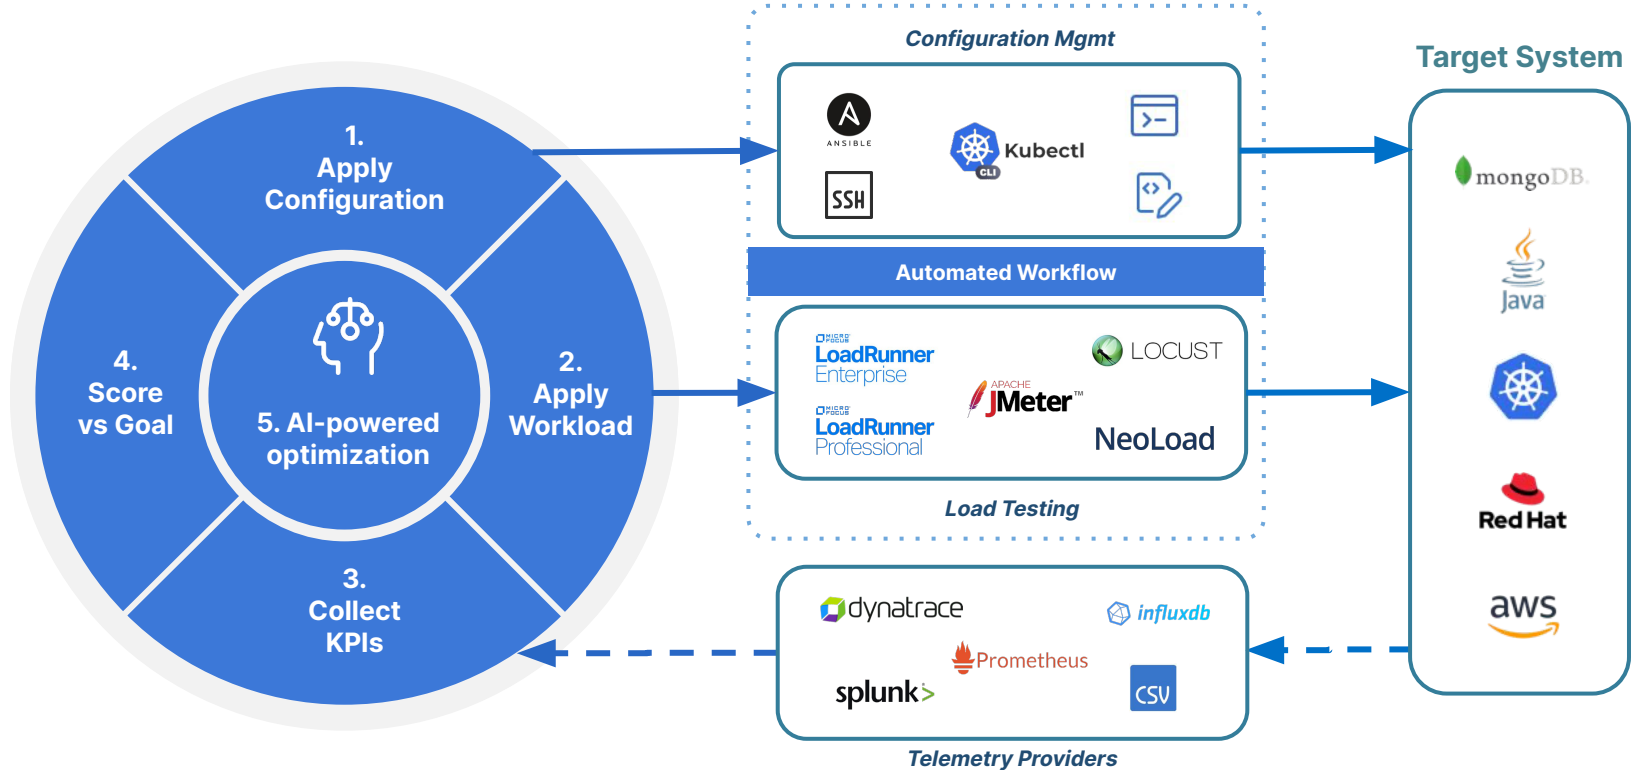 1.
Apply
Configuration
2.
Apply
Workload
3.
Collect
KPIs
4.
Score
vs Goal
5. AI-powered
optimization
Configuration Mgmt
ANSIBLE
SSH
Kubectl
CLI
Automated Workflow
MICRO
FOCUS
LoadRunner
Enterprise
MICRO
FOCUS
LoadRunner
Professional
APACHE
JMeter™
LOCUST
NeoLoad
Load Testing
dynatrace
influxdb
Prometheus
splunk>
CSV
Telemetry Providers
Target System
mongoDB.
Java
Red Hat
aws